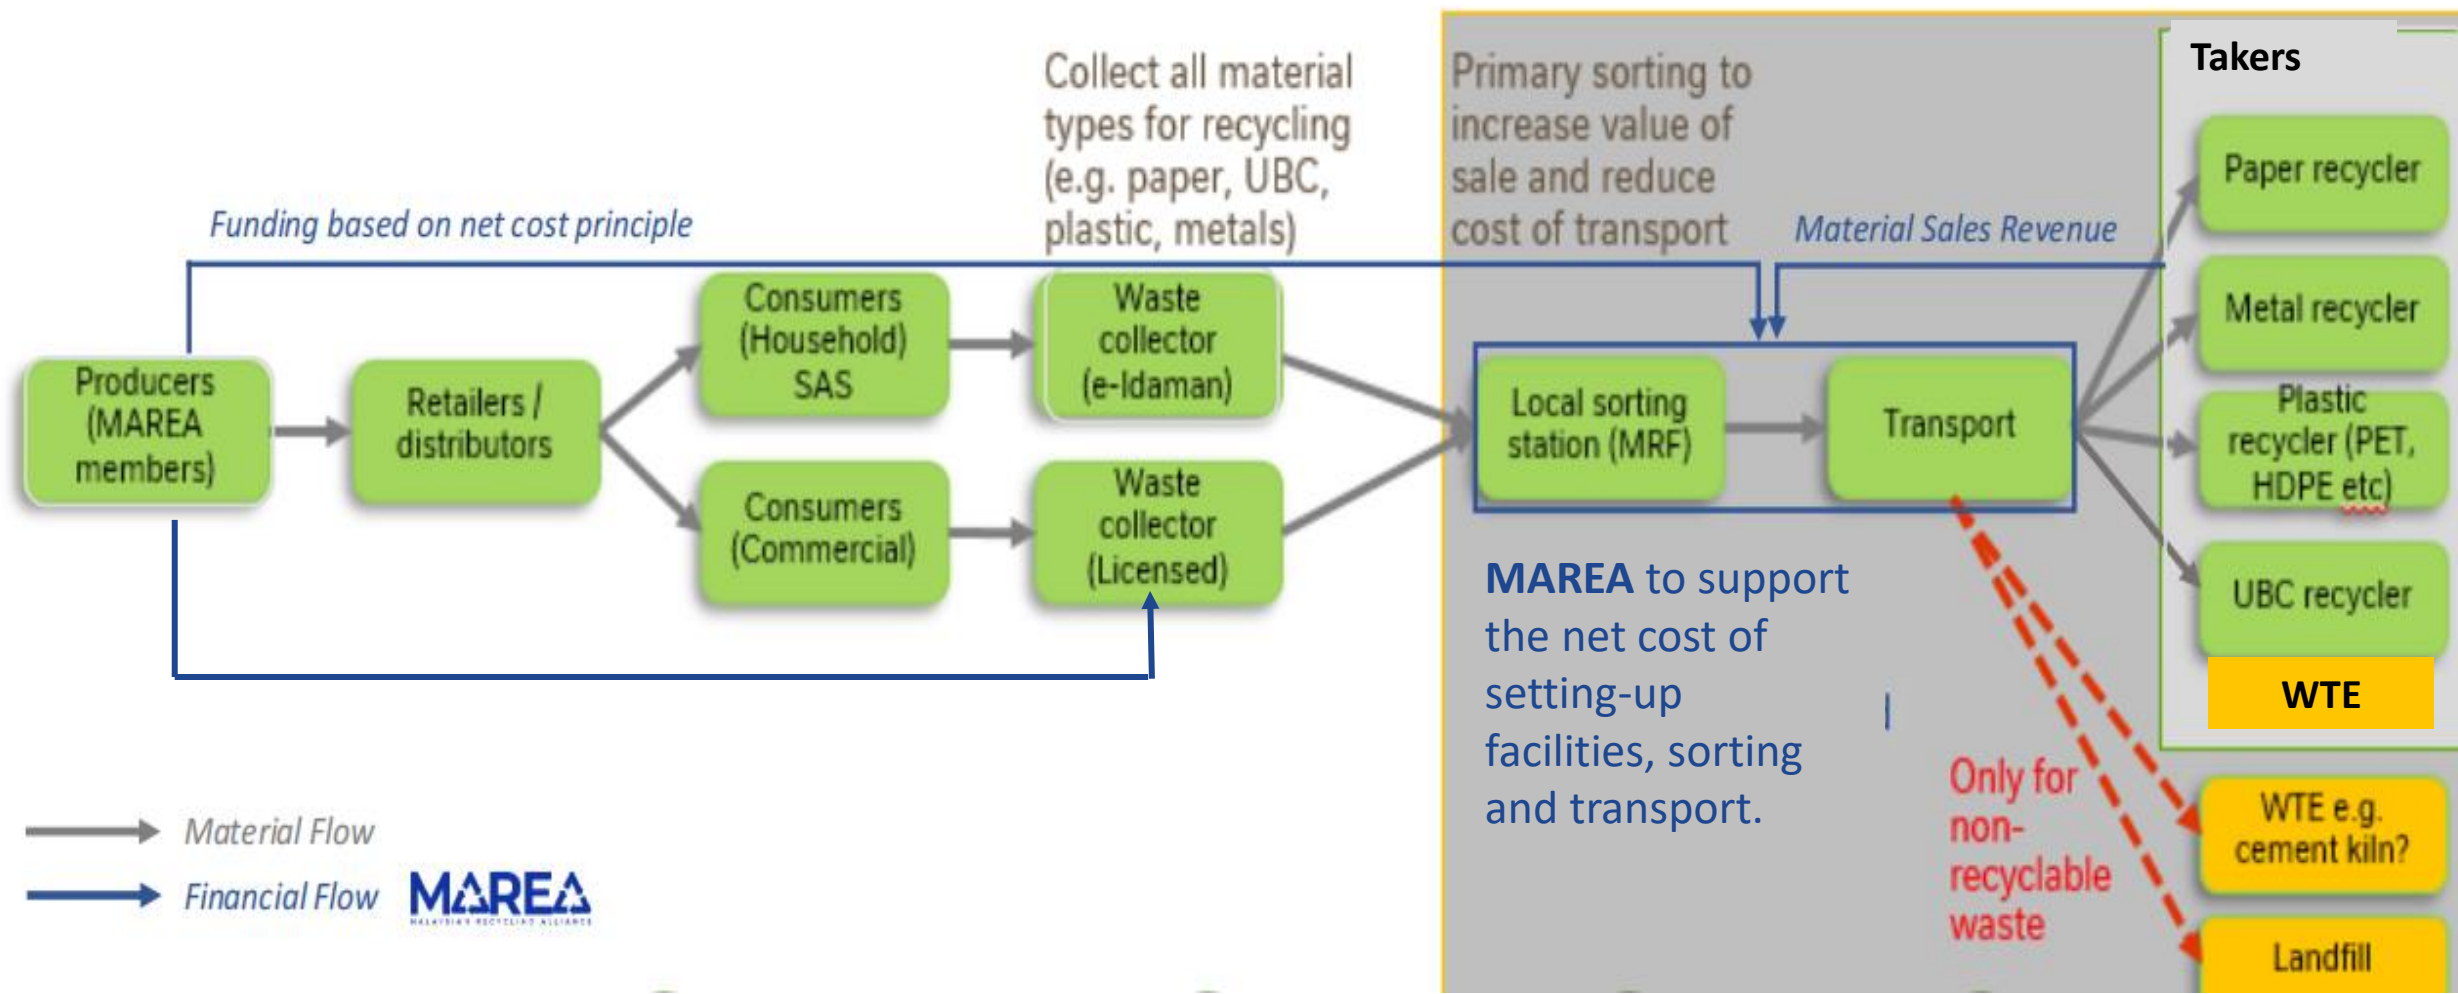 Takers
Collect all material
types for recycling
(e.g. paper, UBC,
plastic, metals)
Primary sorting to
increase value of
sale and reduce
cost of transport
Funding based on net cost principle
Material Sales Revenue
Producers
(MAREA
members)
Retailers /
distributors
Consumers
(Household)
SAS
Consumers
(Commercial)
Waste
collector
(e-Idaman)
Waste
collector
(Licensed)
Local sorting
station (MRF)
Transport
Paper recycler
Metal recycler
Plastic
recycler (PET,
HDPE etc)
UBC recycler
WTE
MAREA to support
the net cost of
setting-up
facilities, sorting
and transport.
Only for
non-
recyclable
waste
WTE e.g.
cement kiln?
Landfill
Material Flow
Financial Flow
MAREA
MALAYSIAN RECYCLING ALLIANCE